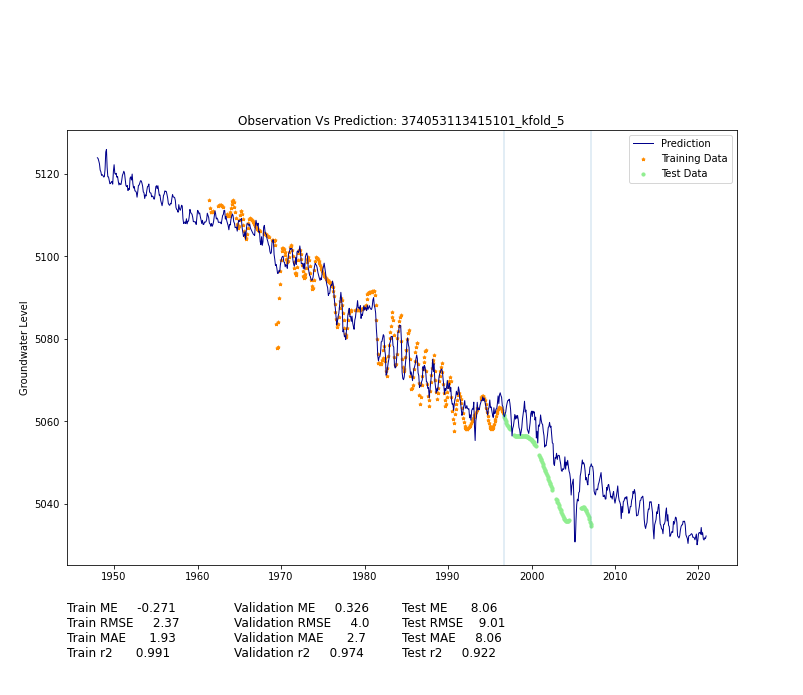 Observation Vs Prediction: 374053113415101_kfold_5
Prediction
Training Data
Test Data
Groundwater Level
5120
5100
5080
5060
5040
1950 1960 1970 1980 1990 2000 2010 2020
Train ME -0.271 Validation ME 0.326 Test ME 8.06
Train RMSE 2.37 Validation RMSE 4.0 Test RMSE 9.01
Train MAE 1.93 Validation MAE 2.7 Test MAE 8.06
Train r2 0.991 Validation r2 0.974 Test r2 0.922